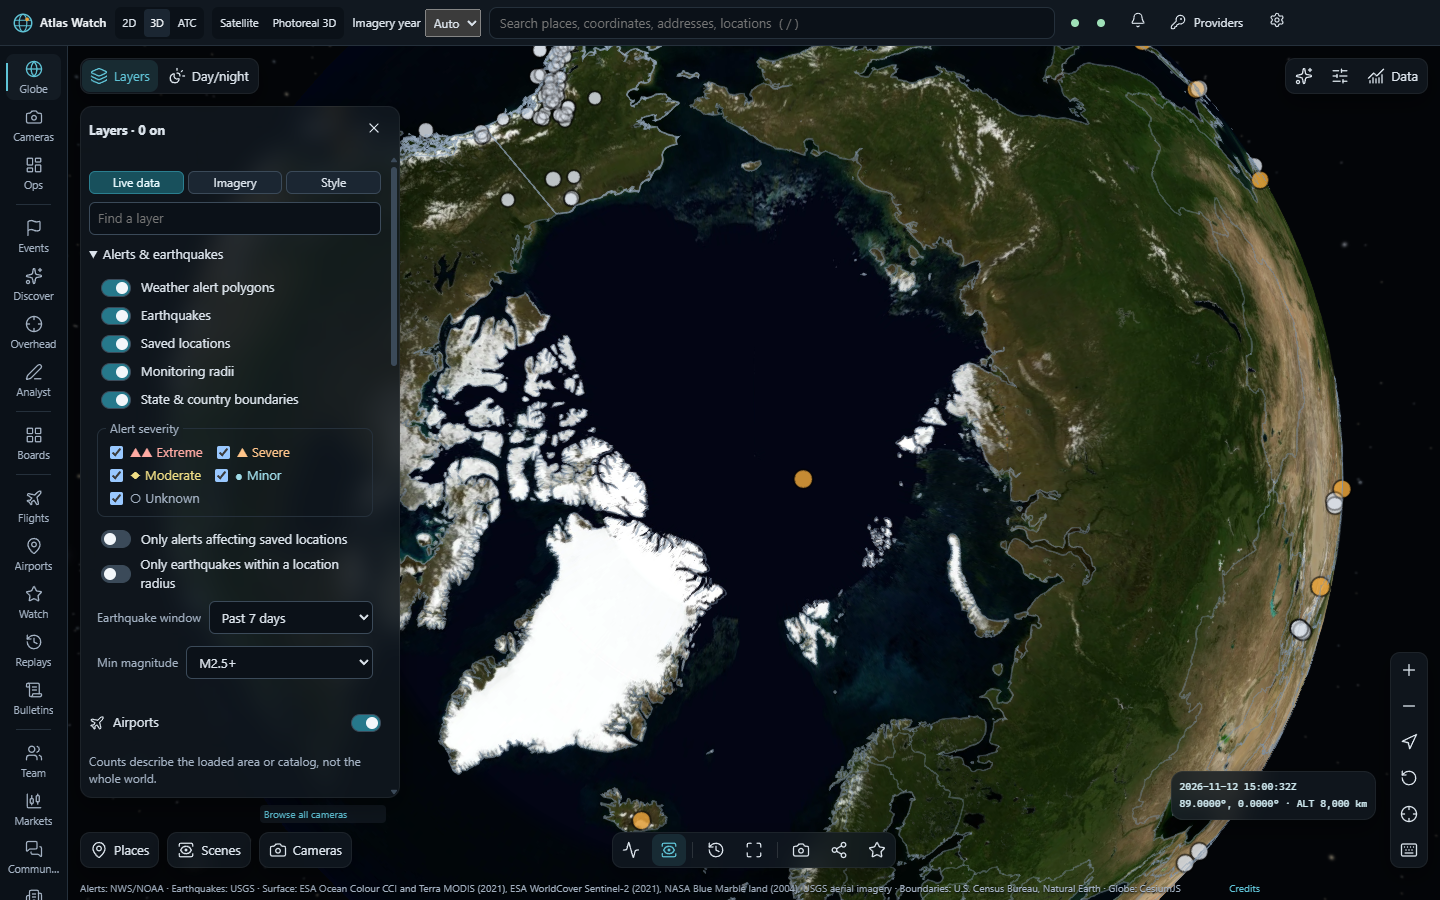 Atlas Watch
2D
3D
ATC
Satellite
Photoreal 3D
Imagery year
Auto
Search places, coordinates, addresses, locations ( / )
Providers
Globe
Cameras
Ops
Events
Discover
Overhead
Analyst
Boards
Flights
Airports
Watch
Replays
Bulletins
Team
Markets
Commun...
Layers
Day/night
Data
Layers · 0 on
Live data
Imagery
Style
Find a layer
Alerts & earthquakes
Weather alert polygons
Earthquakes
Saved locations
Monitoring radii
State & country boundaries
Alert severity
Extreme
Severe
Moderate
Minor
Unknown
Only alerts affecting saved locations
Only earthquakes within a location
radius
Earthquake window
Past 7 days
Min magnitude
M2.5+
Airports
Counts describe the loaded area or catalog, not the
whole world.
Browse all cameras
Places
Scenes
Cameras
2026-11-12 15:00:32Z
89.0000°, 0.0000° · ALT 8,000 km
Alerts: NWS/NOAA · Earthquakes: USGS · Surface: ESA Ocean Colour CCI and Terra MODIS (2021), ESA WorldCover Sentinel-2 (2021), NASA Blue Marble land (2004), USGS aerial imagery · Boundaries: U.S. Census Bureau, Natural Earth · Globe: CesiumJS
Credits